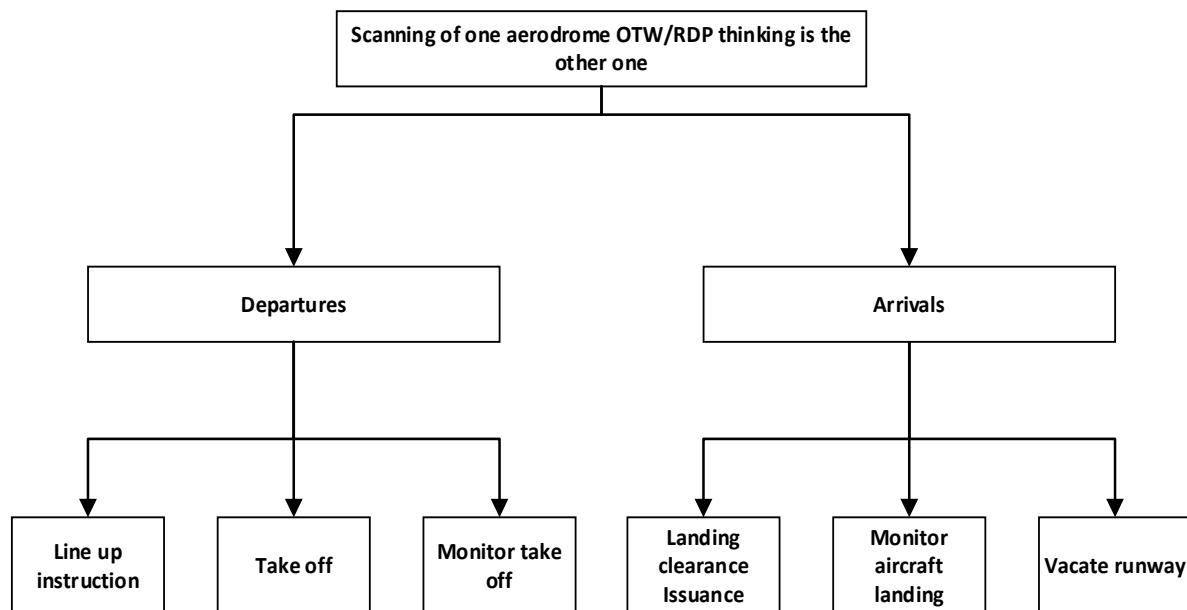 Scanning of one aerodrome OTW/RDP thinking is the
other one
Departures
Arrivals
Line up
instruction
Take off
Monitor take
off
Landing
clearance
Issuance
Monitor
aircraft
landing
Vacate runway